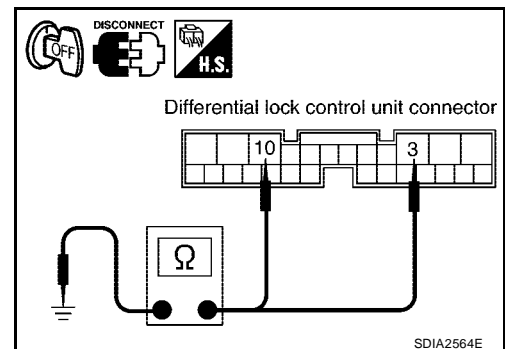 DISCONNECT
OFF
H.S.
Differential lock control unit connector
10 3
Ω
SDIA2564E